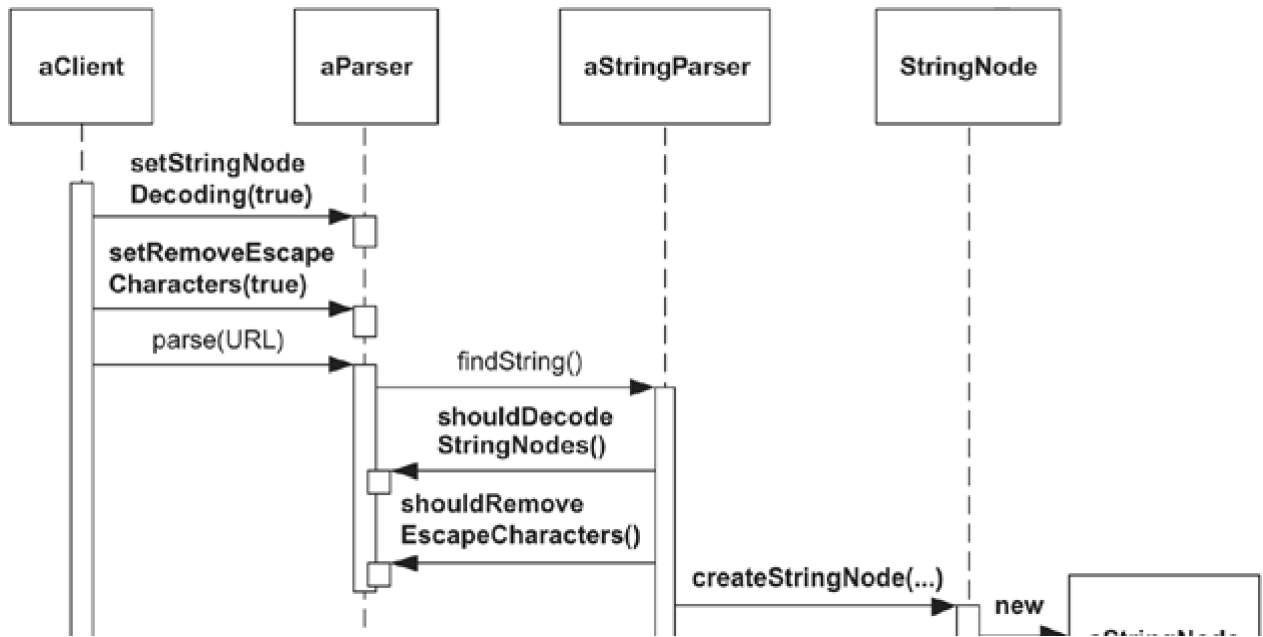 aClient
aParser
aStringParser
StringNode
setStringNode
Decoding(true)
setRemoveEscape
Characters(true)
parse(URL)
findString()
shouldDecode
StringNodes()
shouldRemove
EscapeCharacters()
createStringNode(...)
new
aStringNode